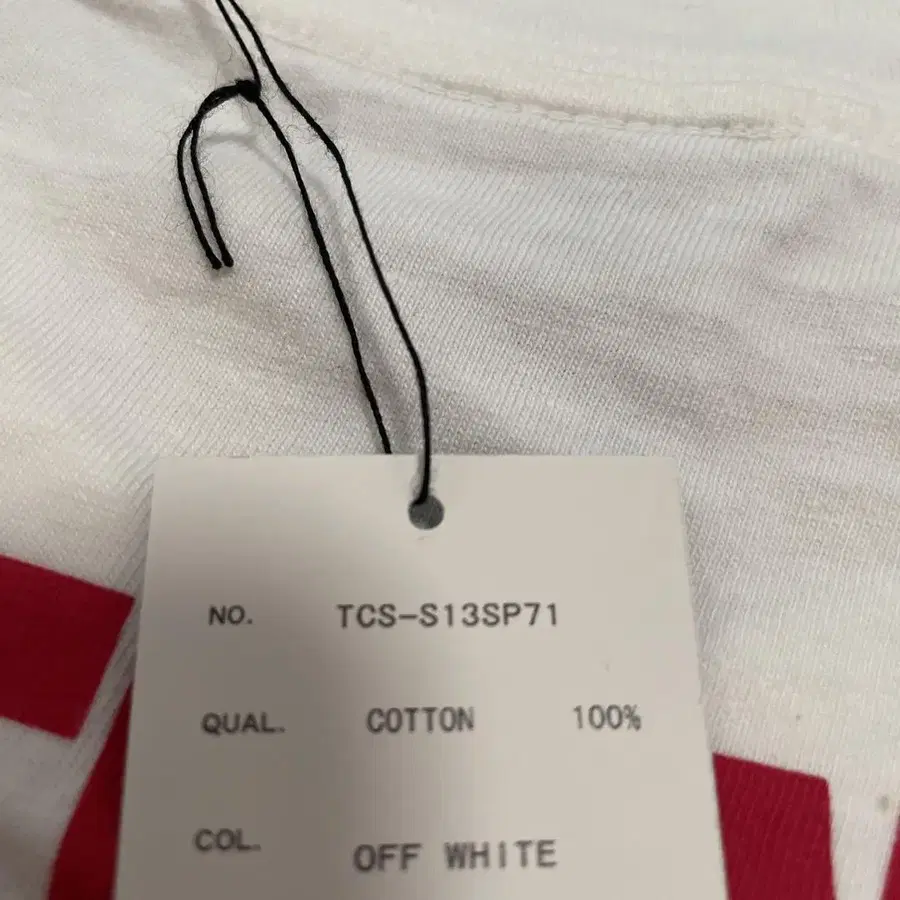 NO. TCS-S13SP71
QUAL. COTTON 100%
COL. OFF WHITE